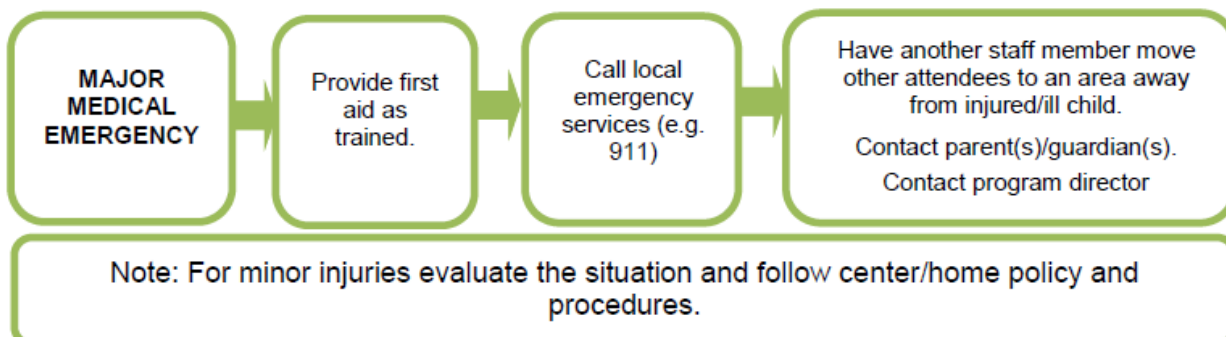 MAJOR
MEDICAL
EMERGENCY
Provide first
aid as
trained.
Call local
emergency
services (e.g.
911)
Have another staff member move
other attendees to an area away
from injured/ill child.
Contact parent(s)/guardian(s).
Contact program director
Note: For minor injuries evaluate the situation and follow center/home policy and
procedures.